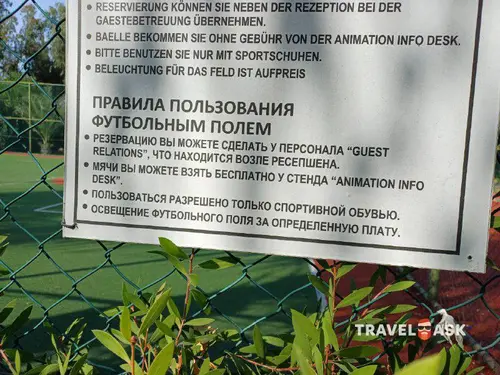 • RESERVIERUNG KÖNNEN SIE NEBEN DER REZEPTION BEI DER
GAESTEBETREUUNG ÜBERNEHMEN.
• BAELLE BEKOMMEN SIE OHNE GEBÜHR VON DER ANIMATION INFO DESK.
• BITTE BENUTZEN SIE NUR MIT SPORTSCHUHEN.
• BELEUCHTUNG FÜR DAS FELD IST AUFPREIS
ПРАВИЛА ПОЛЬЗОВАНИЯ
ФУТБОЛЬНЫМ ПОЛЕМ
• РЕЗЕРВАЦИЮ ВЫ МОЖЕТЕ СДЕЛАТЬ У ПЕРСОНАЛА “GUEST
RELATIONS”, ЧТО НАХОДИТСЯ ВОЗЛЕ РЕСЕПШЕНА.
• МЯЧИ ВЫ МОЖЕТЕ ВЗЯТЬ БЕСПЛАТНО У СТЕНДА “ANIMATION INFO
DESK”.
• ПОЛЬЗОВАТЬСЯ РАЗРЕШЕНО ТОЛЬКО СПОРТИВНОЙ ОБУВЬЮ.
• ОСВЕЩЕНИЕ ФУТБОЛЬНОГО ПОЛЯ ЗА ОПРЕДЕЛЕННУЮ ПЛАТУ.
TRAVEL ASK